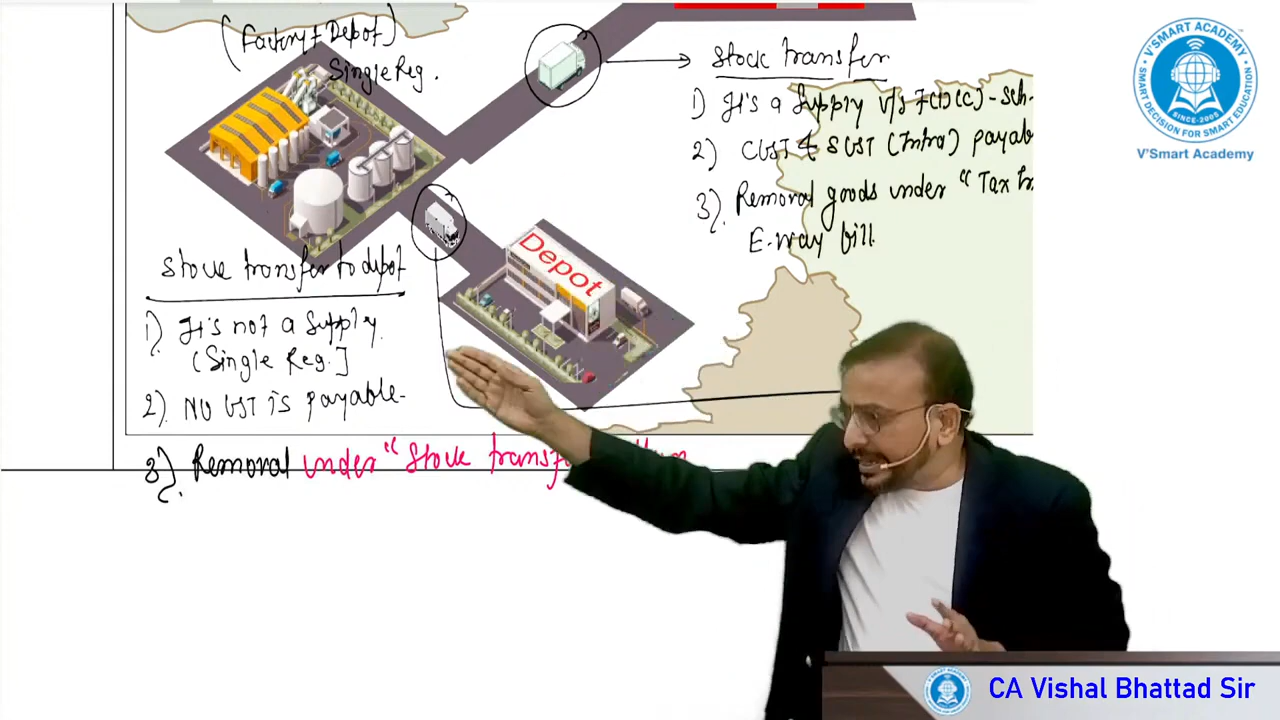 (Factory + Depot)
Single Reg.
Stock transfer
1) It's a Supply v/s 7(1)(c) - Sch-
2) CGST & SGST (Intra) payab
3). Removal goods under "Tax In
E-way bill
Depot
Stock transfer to depot
1). It's not a Supply.
(Single Reg.]
2) NO GST is payable-
3). Removal under "Stock transf
V'SMART ACADEMY
SMART DECISION FOR SMART EDUCATION
SINCE-2005
V'Smart Academy
CA Vishal Bhattad Sir